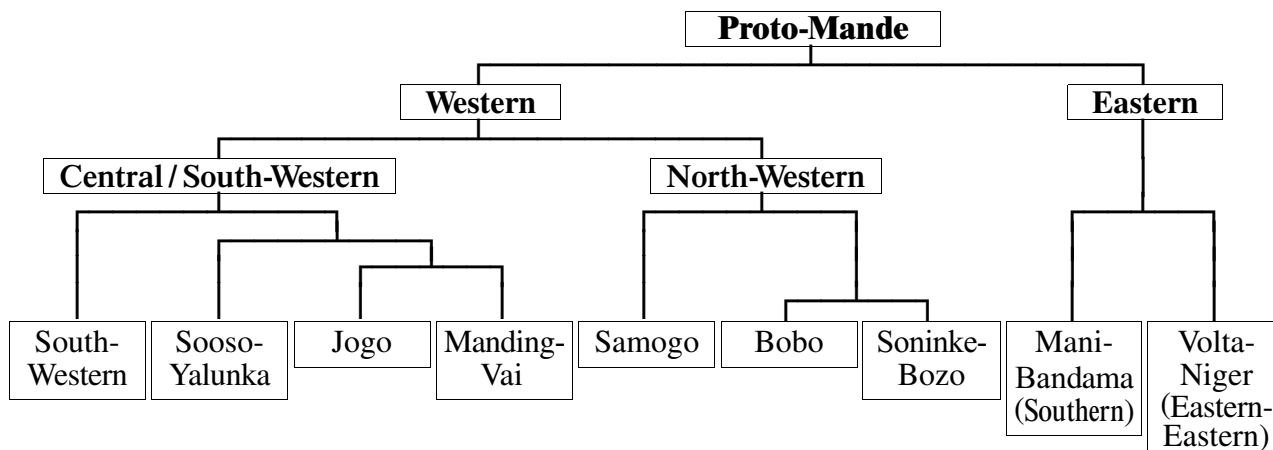 Proto-Mande
Western
Eastern
Central / South-Western
North-Western
South-
Western
Sooso-
Yalunka
Jogo
Manding-
Vai
Samogo
Bobo
Soninke-
Bozo
Mani-
Bandama
(Southern)
Volta-
Niger
(Eastern-
Eastern)